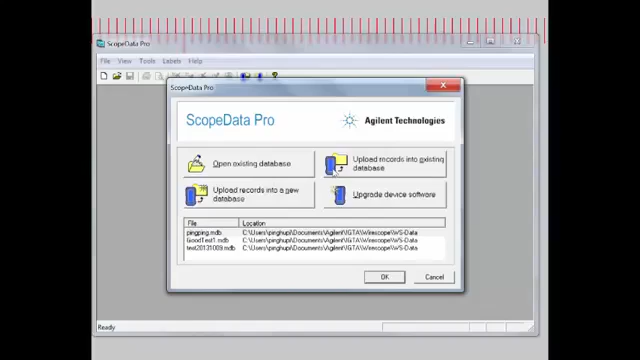 ScopeData Pro
File View Tools Labels Help
ScopeData Pro
ScopeData Pro
Agilent Technologies
Open existing database
Upload records into existing
database
Upload records into a new
database
Upgrade device software
File Location
pingping.mdb C:\Users\pinghupi\Documents\Agilent\IGTA\Wirescope\WS-Data
GoodTest1.mdb C:\Users\pinghupi\Documents\Agilent\IGTA\Wirescope\WS-Data
test20131009.mdb C:\Users\pinghupi\Documents\Agilent\IGTA\Wirescope\WS-Data
OK Cancel
Ready